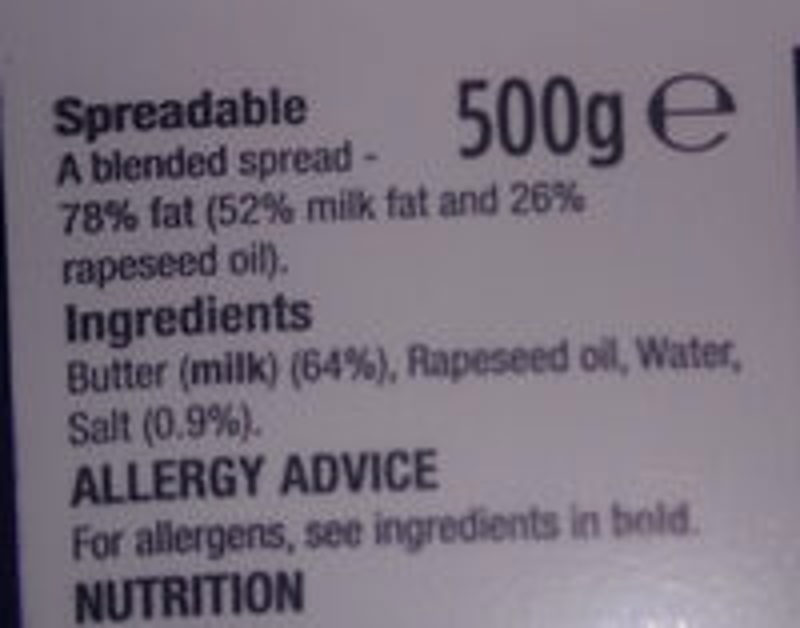 Spreadable 500g ℮
A blended spread -
78% fat (52% milk fat and 26%
rapeseed oil).
Ingredients
Butter (milk) (64%), Rapeseed oil, Water,
Salt (0.9%).
ALLERGY ADVICE
For allergens, see ingredients in bold.
NUTRITION